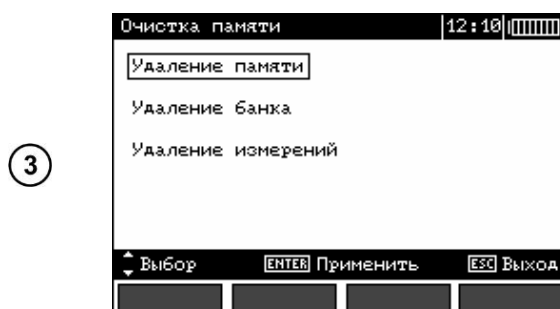 Очистка памяти 12:10
Удаление памяти
Удаление банка
Удаление измерений
3
Выбор ENTER Применить ESC Выход